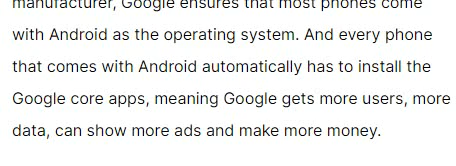 manufacturer, Google ensures that most phones come
with Android as the operating system. And every phone
that comes with Android automatically has to install the
Google core apps, meaning Google gets more users, more
data, can show more ads and make more money.